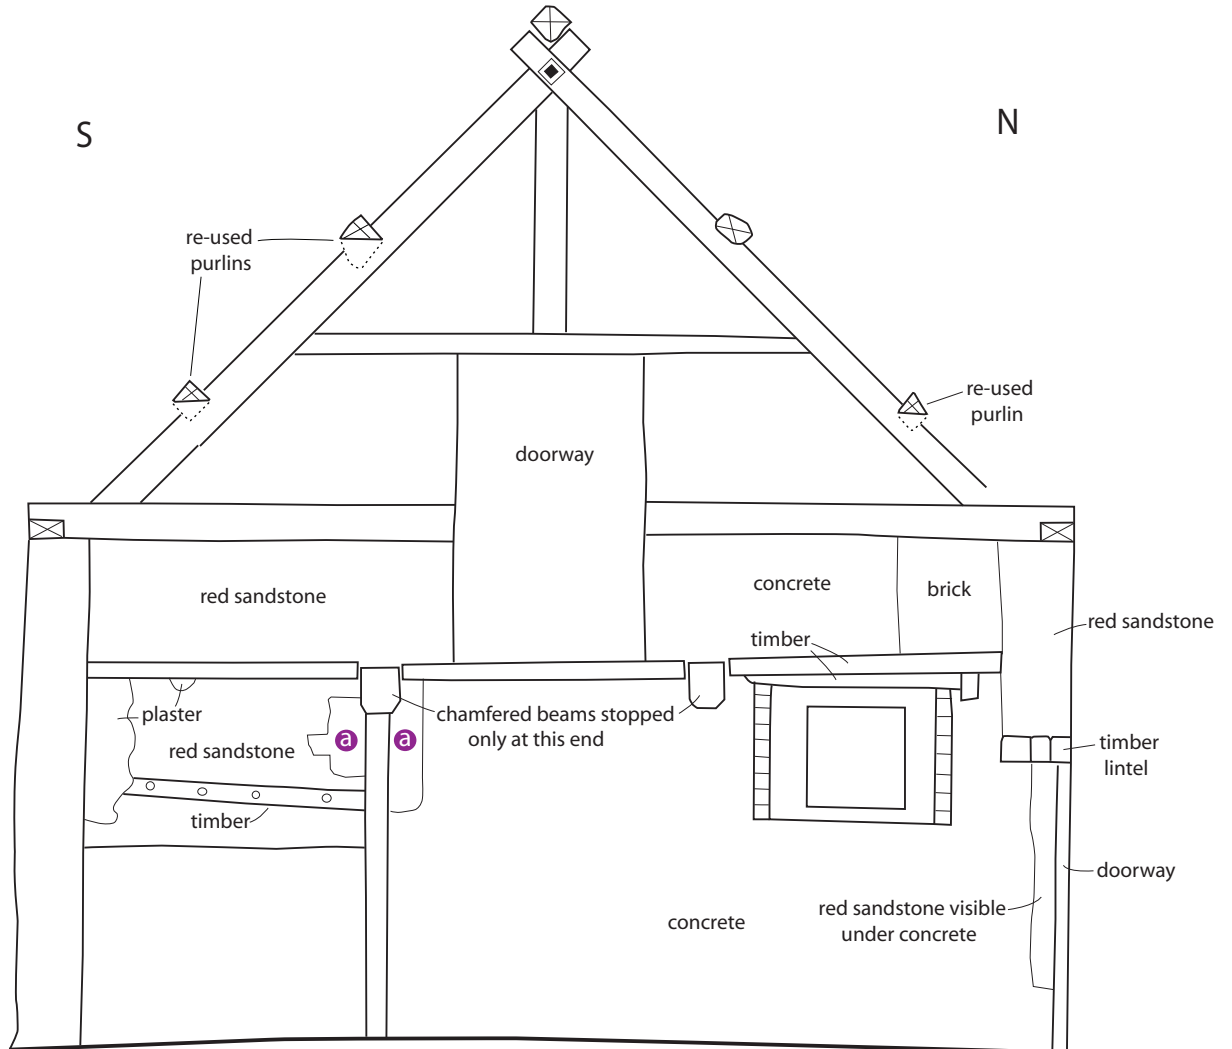 S
N
re-used
purlins
re-used
purlin
doorway
red sandstone
concrete
brick
red sandstone
timber
plaster
chamfered beams stopped
only at this end
a
a
red sandstone
timber
lintel
timber
doorway
red sandstone visible
under concrete
concrete